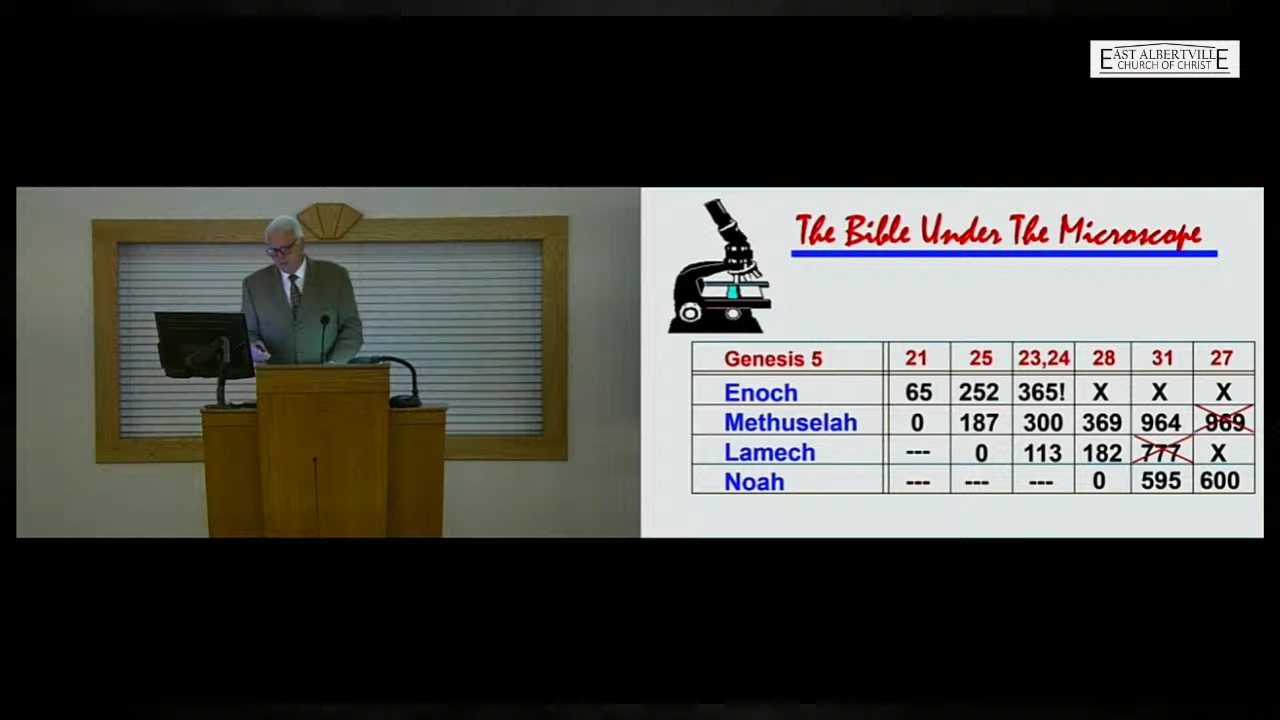 EAST ALBERTVILLE
CHURCH OF CHRIST
The Bible Under The Microscope
Genesis 5 21 25 23,24 28 31 27
Enoch 65 252 365! X X X
Methuselah 0 187 300 369 964 969
Lamech --- 0 113 182 777 X
Noah --- --- --- 0 595 600